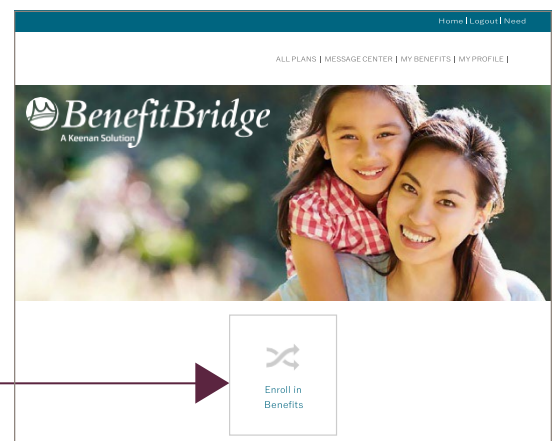 Home | Logout | Need
ALL PLANS | MESSAGE CENTER | MY BENEFITS | MY PROFILE |
BenefitBridge
A Keenan Solution
Enroll in
Benefits